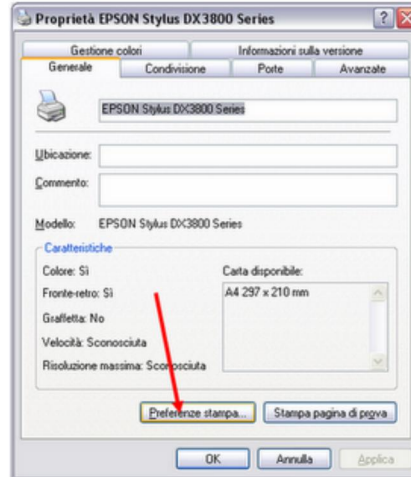 Proprietà EPSON Stylus DX3800 Series
Gestione colori Informazioni sulla versione
Generale Condivisione Porte Avanzate
EPSON Stylus DX3800 Series
Ubicazione:
Commento:
Modello: EPSON Stylus DX3800 Series
Caratteristiche
Colore: Sì Carta disponibile:
Fronte-retro: Sì A4 297 x 210 mm
Graffetta: No
Velocità: Sconosciuta
Risoluzione massima: Sconosciuta
Preferenze stampa... Stampa pagina di prova
OK Annulla Applica